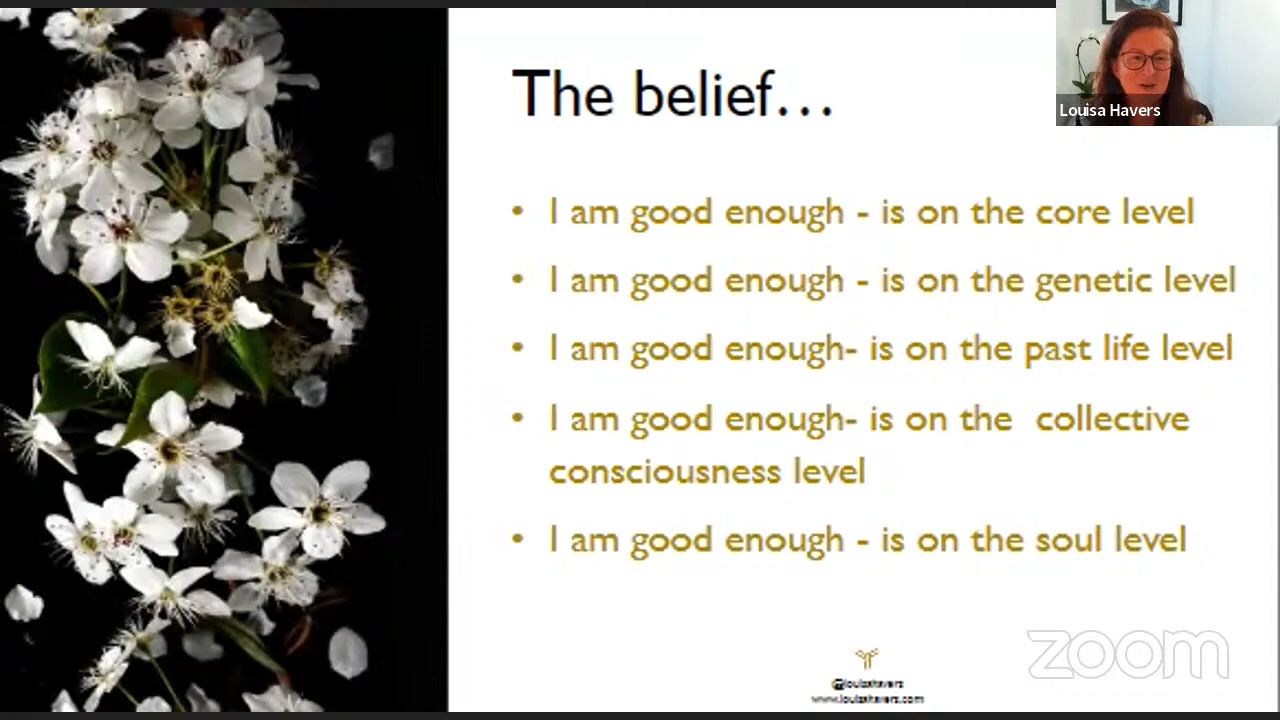 The belief...
Louisa Havers
• I am good enough - is on the core level
• I am good enough - is on the genetic level
• I am good enough- is on the past life level
• I am good enough- is on the collective
consciousness level
• I am good enough - is on the soul level
@louisahavers
www.louisahavers.com
zoom